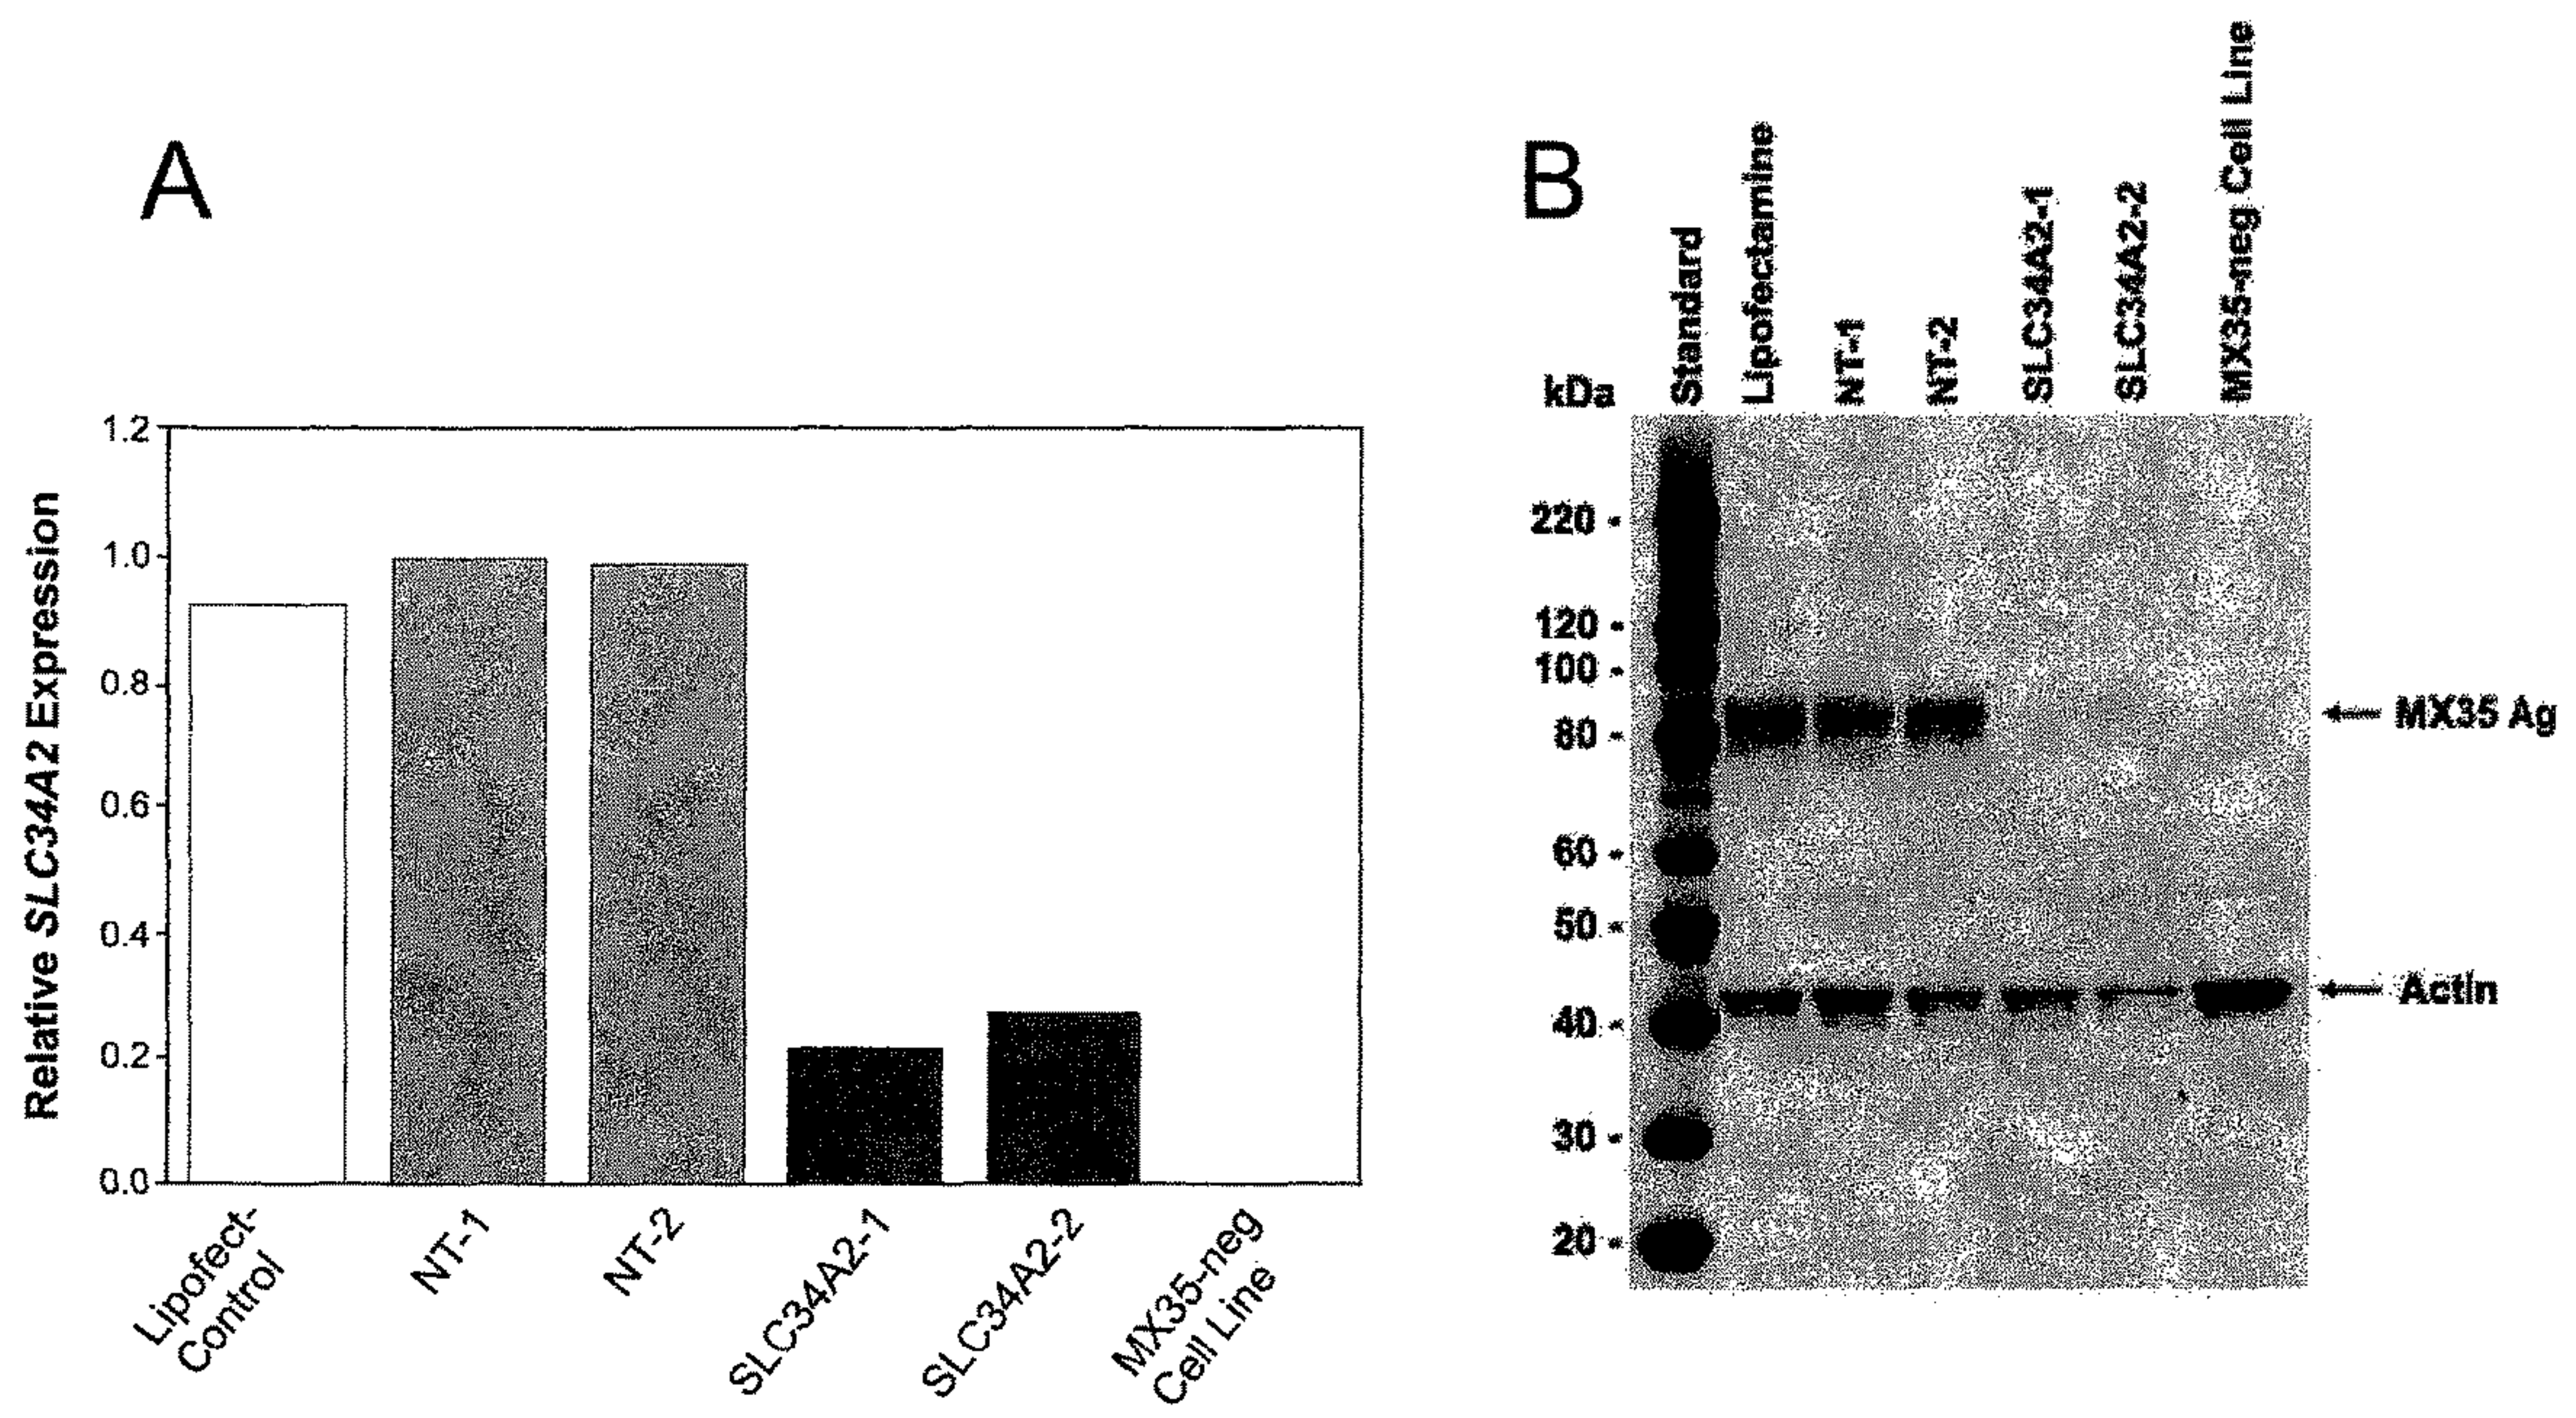 A
Relative SLC34A2 Expression
1.2
1.0
0.8
0.6
0.4
0.2
0.0
Lipofect-
Control
NT-1
NT-2
SLC34A2-1
SLC34A2-2
MX35-neg
Cell Line
B
kDa
Standard
Lipofectamine
NT-1
NT-2
SLC34A2-1
SLC34A2-2
MX35-neg Cell Line
220
120
100
80
60
50
40
30
20
MX35 Ag
Actin